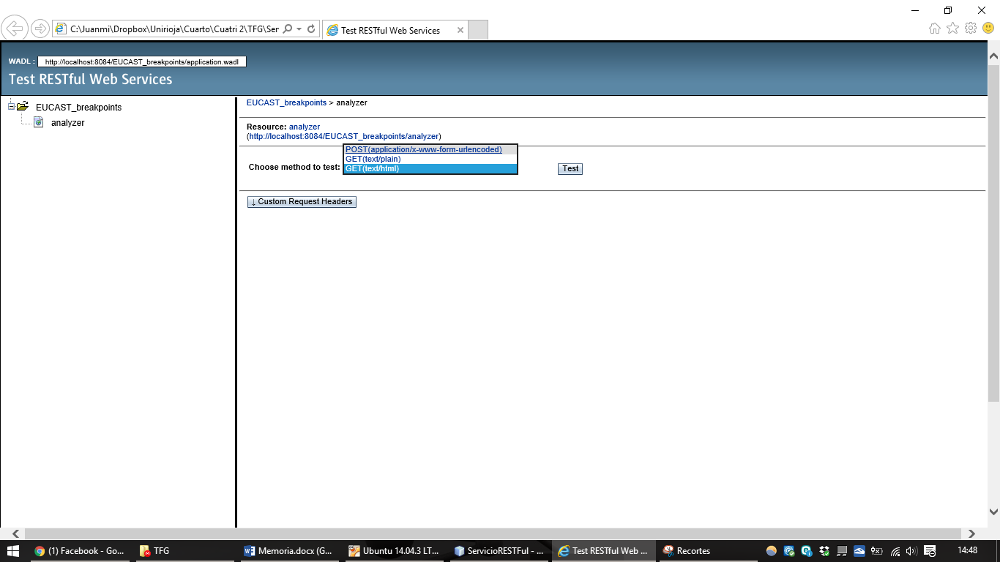 C:\Juanmi\Dropbox\Unirioja\Cuarto\Cuatri 2\TFG\Ser
Test RESTful Web Services
WADL : http://localhost:8084/EUCAST_breakpoints/application.wadl
Test RESTful Web Services
EUCAST_breakpoints
analyzer
EUCAST_breakpoints > analyzer
Resource: analyzer
(http://localhost:8084/EUCAST_breakpoints/analyzer)
Choose method to test:
POST(application/x-www-form-urlencoded)
GET(text/plain)
GET(text/html)
Test
↓ Custom Request Headers
(1) Facebook - Go...
TFG
Memoria.docx (G...
Ubuntu 14.04.3 LT...
ServicioRESTFul - ...
Test RESTful Web ...
Recortes
14:48